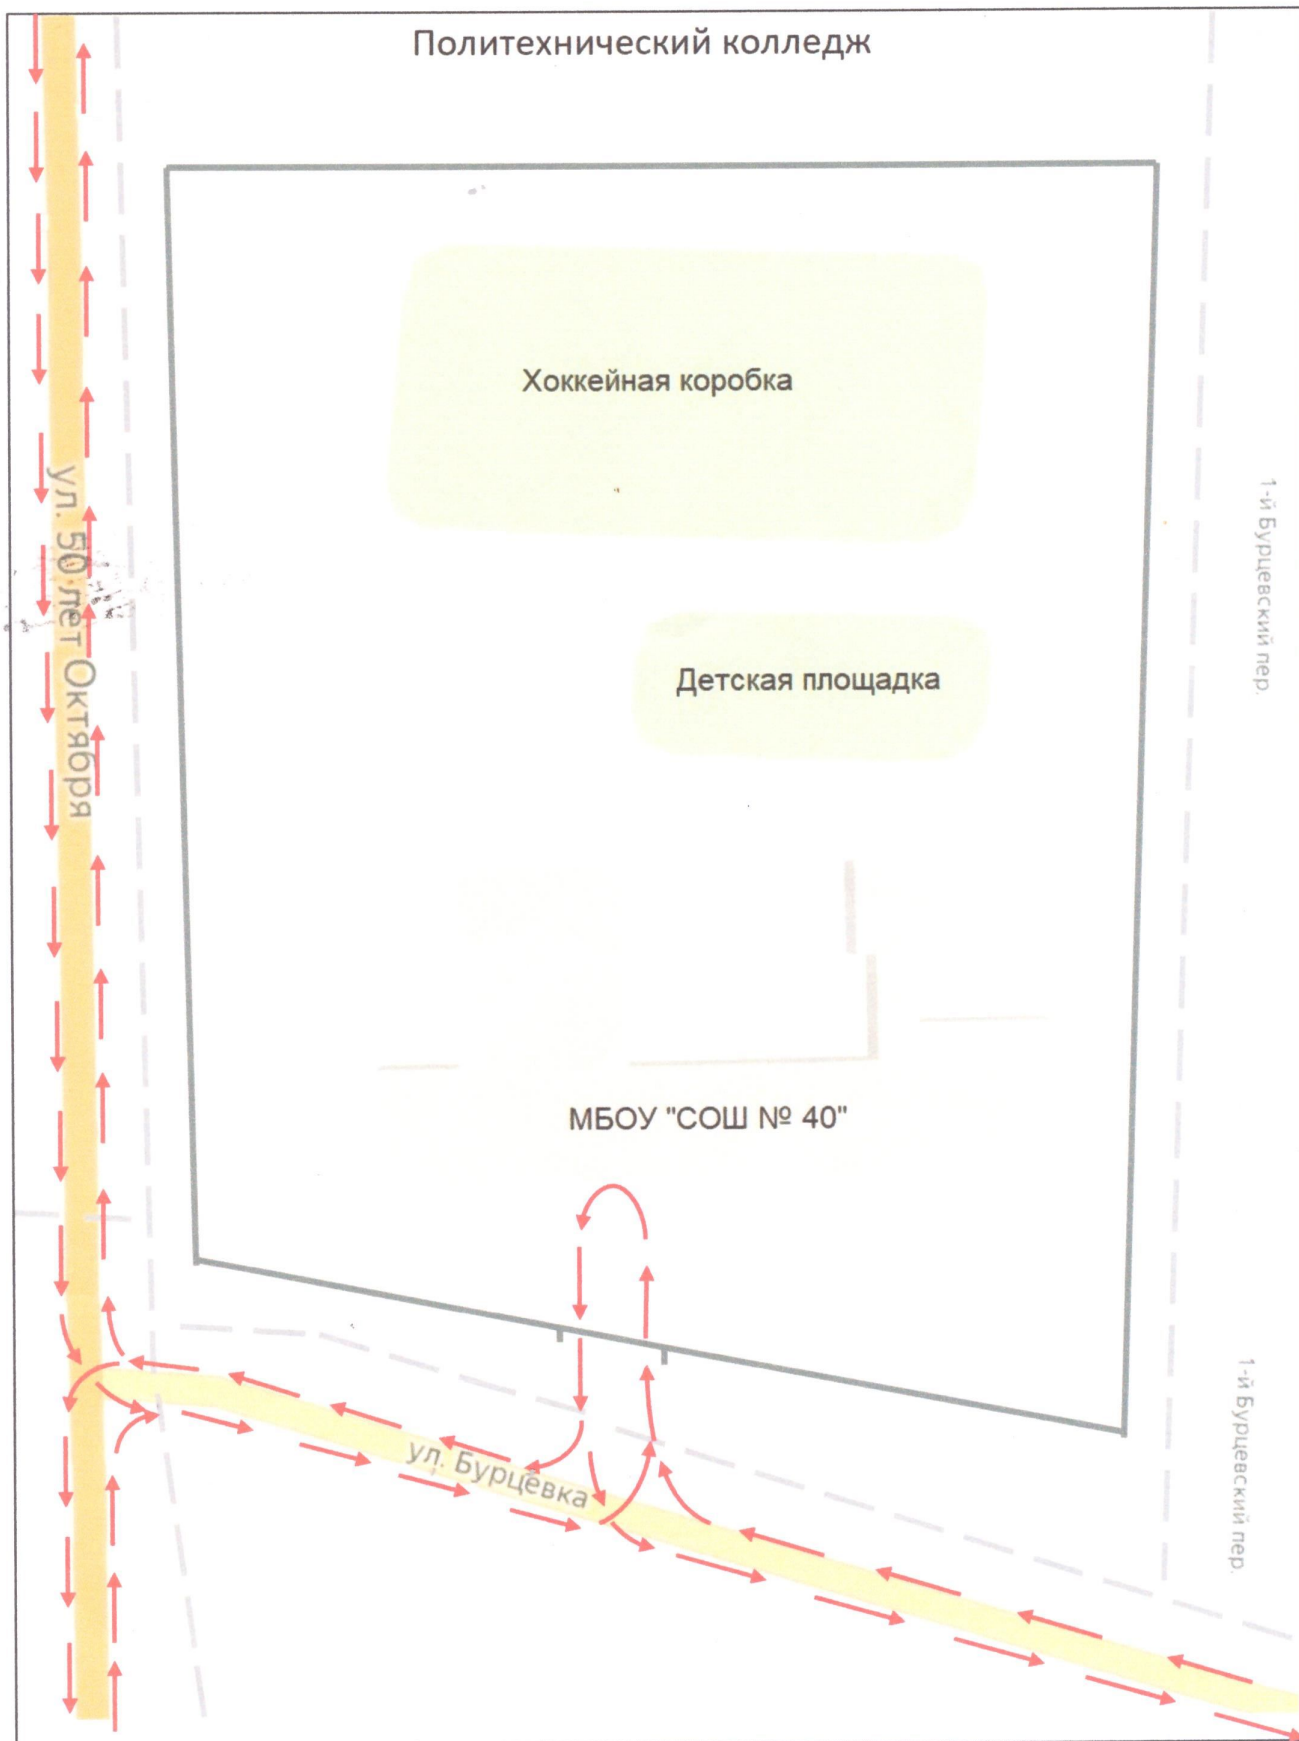 Политехнический колледж
Хоккейная коробка
1-й Бурцевский пер.
ул. 50 лет Октября
Детская площадка
МБОУ "СОШ № 40"
1-й Бурцевский пер.
ул. Бурцевка